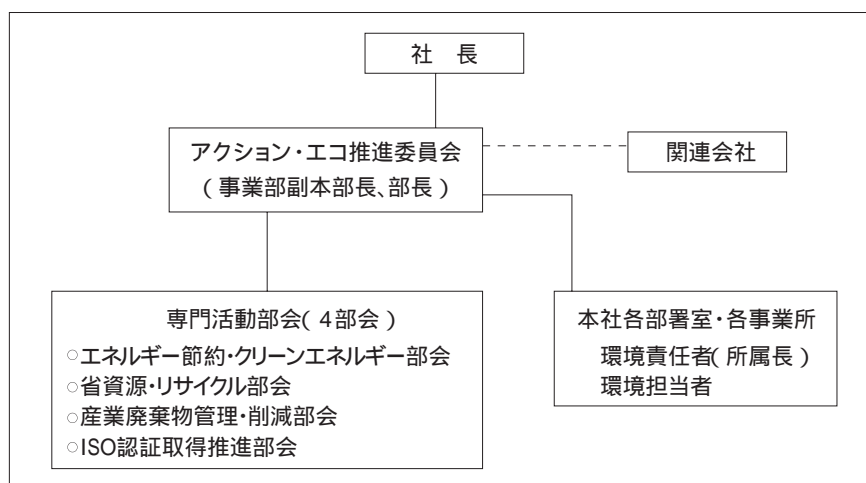 社　長
アクション・エコ推進委員会
(事業部副本部長、部長)
関連会社
専門活動部会(4部会)
○エネルギー節約・クリーンエネルギー部会
○省資源・リサイクル部会
○産業廃棄物管理・削減部会
○ISO認証取得推進部会
本社各部署室・各事業所
環境責任者(所属長)
環境担当者